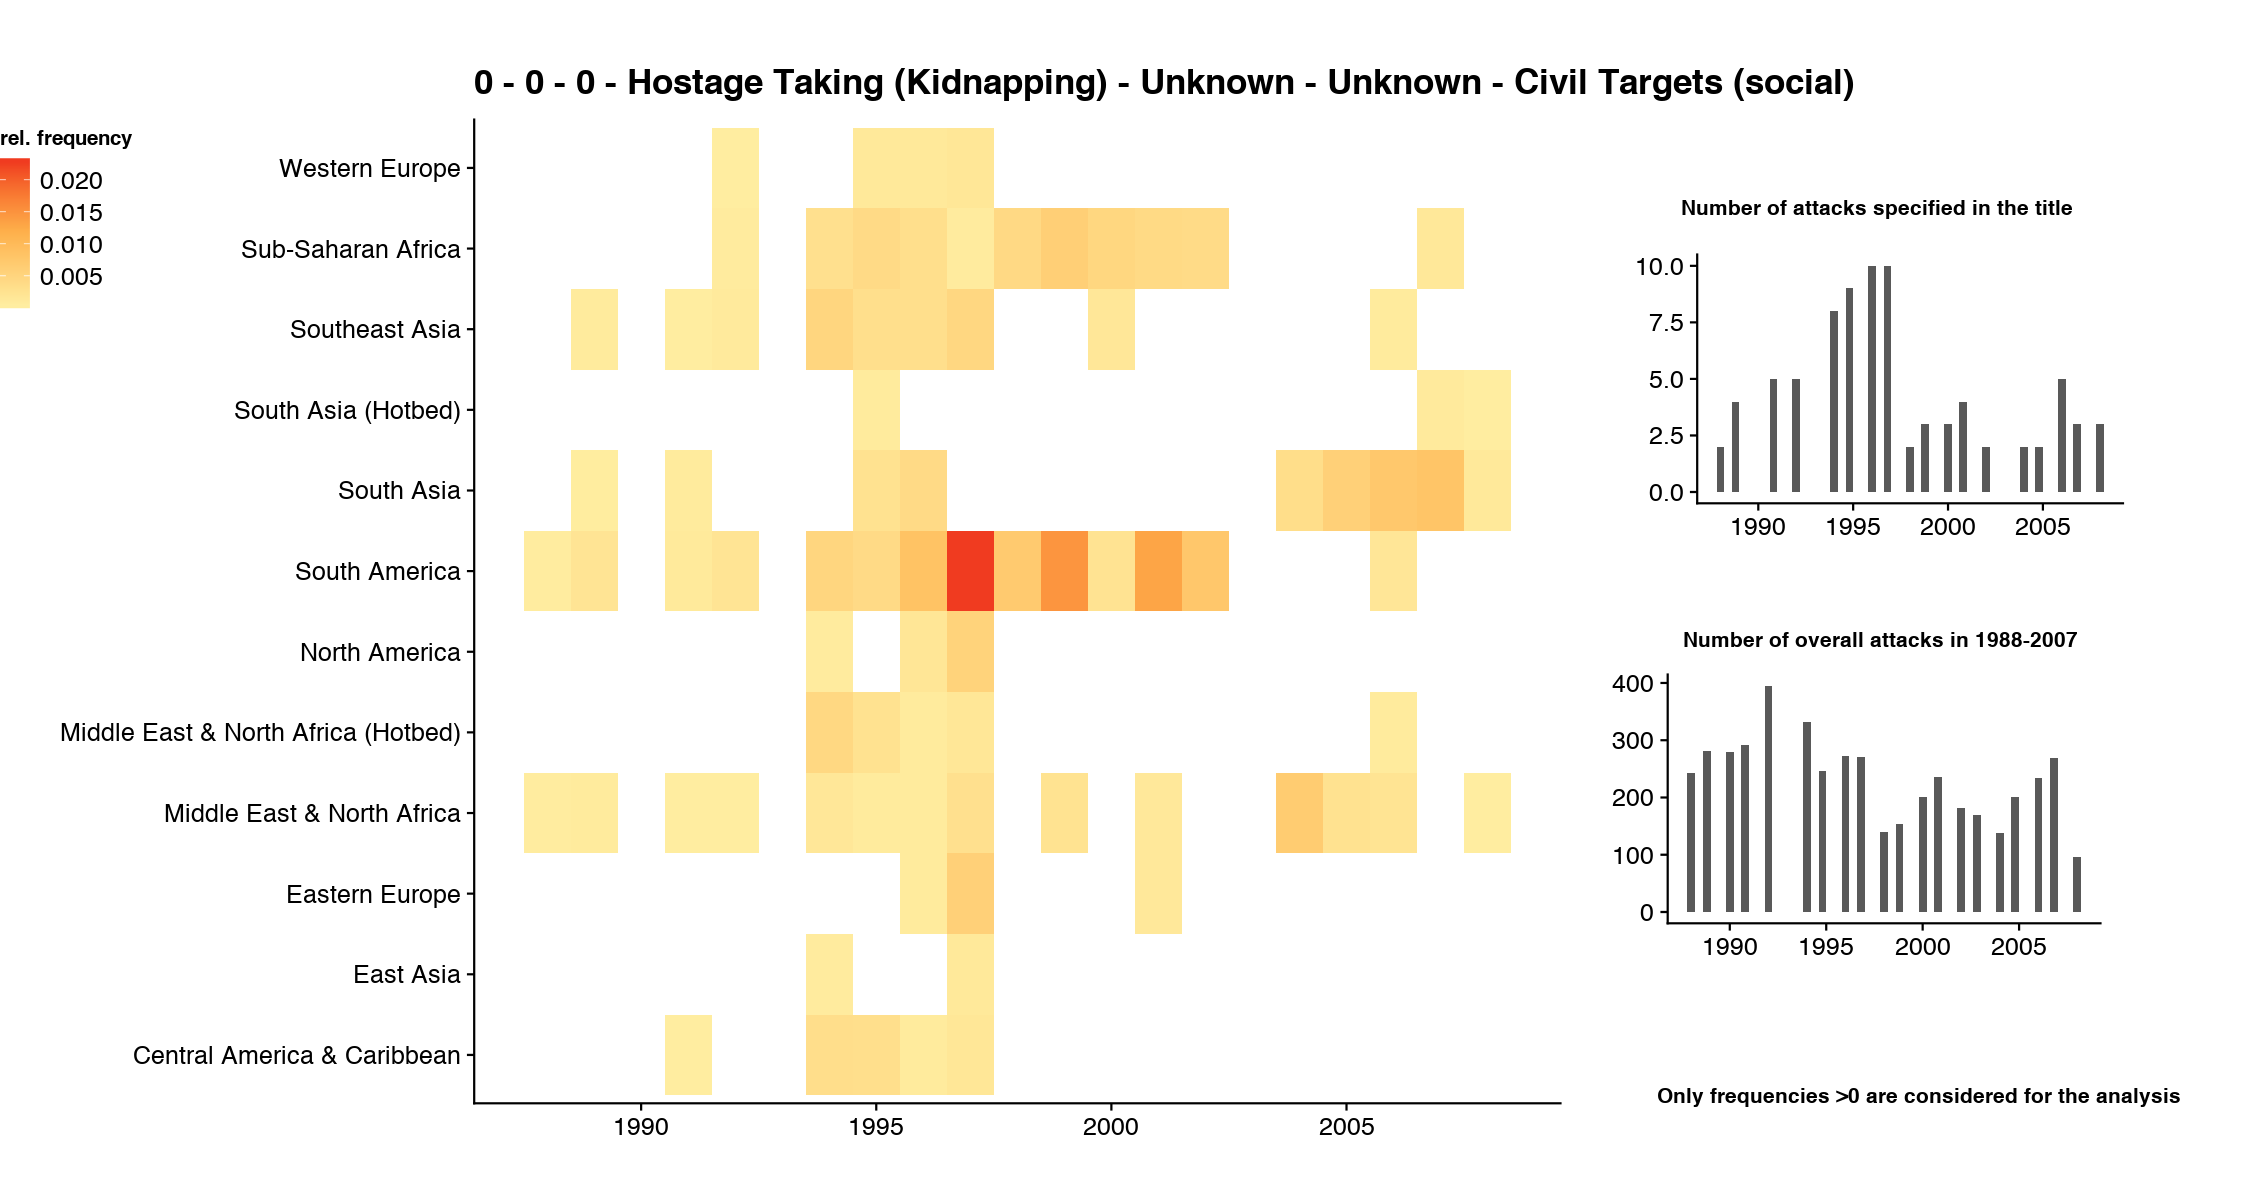 0 - 0 - 0 - Hostage Taking (Kidnapping) - Unknown - Unknown - Civil Targets (social)
rel. frequency
0.020
0.015
0.010
0.005
Western Europe
Sub-Saharan Africa
Southeast Asia
South Asia (Hotbed)
South Asia
South America
North America
Middle East & North Africa (Hotbed)
Middle East & North Africa
Eastern Europe
East Asia
Central America & Caribbean
1990 1995 2000 2005
Number of attacks specified in the title
10.0
7.5
5.0
2.5
0.0
1990 1995 2000 2005
Number of overall attacks in 1988-2007
400
300
200
100
0
1990 1995 2000 2005
Only frequencies >0 are considered for the analysis